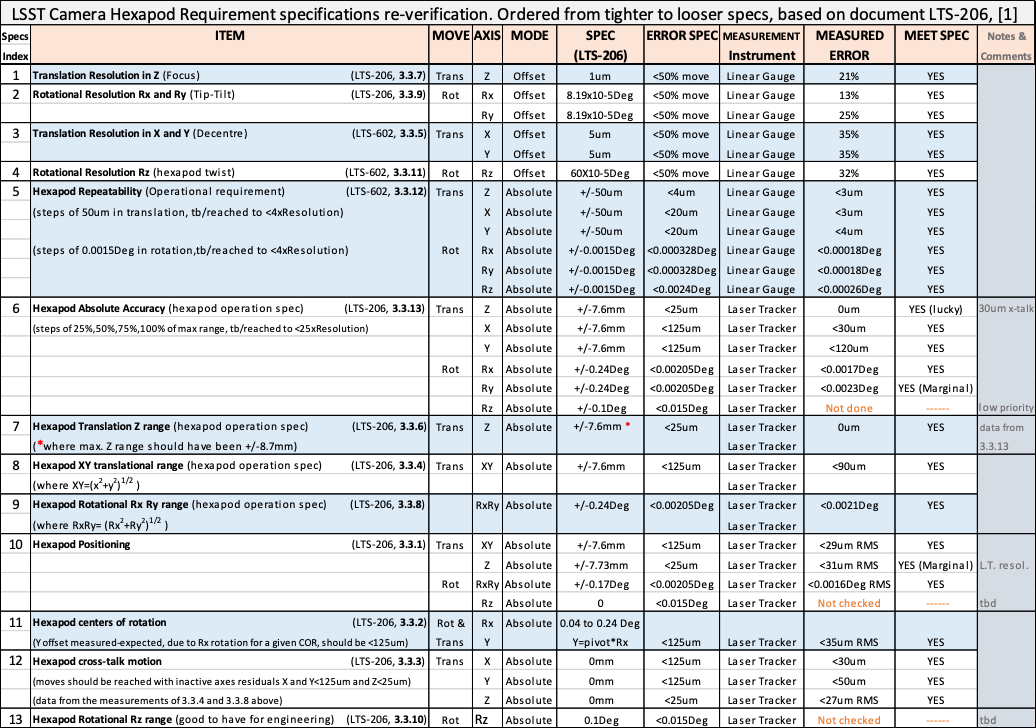 LSST Camera Hexapod Requirement specifications re-verification. Ordered from tighter to looser specs, based on document LTS-206, [1]
Specs ITEM MOVE AXIS MODE SPEC ERROR SPEC MEASUREMENT MEASURED MEET SPEC Notes &
Index (LTS-206) Instrument ERROR Comments
1 Translation Resolution in Z (Focus) (LTS-206, 3.3.7) Trans Z Offset 1um <50% move Linear Gauge 21% YES
2 Rotational Resolution Rx and Ry (Tip-Tilt) (LTS-206, 3.3.9) Rot Rx Offset 8.19x10-5Deg <50% move Linear Gauge 13% YES
Ry Offset 8.19x10-5Deg <50% move Linear Gauge 25% YES
3 Translation Resolution in X and Y (Decentre) (LTS-602, 3.3.5) Trans X Offset 5um <50% move Linear Gauge 35% YES
Y Offset 5um <50% move Linear Gauge 35% YES
4 Rotational Resolution Rz (hexapod twist) (LTS-602, 3.3.11) Rot Rz Offset 60X10-5Deg <50% move Linear Gauge 32% YES
5 Hexapod Repeatability (Operational requirement) (LTS-602, 3.3.12) Trans Z Absolute +/-50um <4um Linear Gauge <3um YES
(steps of 50um in translation, tb/reached to <4xResolution) X Absolute +/-50um <20um Linear Gauge <3um YES
Y Absolute +/-50um <20um Linear Gauge <4um YES
(steps of 0.0015Deg in rotation,tb/reached to <4xResolution) Rot Rx Absolute +/-0.0015Deg <0.000328Deg Linear Gauge <0.00018Deg YES
Ry Absolute +/-0.0015Deg <0.000328Deg Linear Gauge <0.00018Deg YES
Rz Absolute +/-0.0015Deg <0.0024Deg Linear Gauge <0.00026Deg YES
6 Hexapod Absolute Accuracy (hexapod operation spec) (LTS-206, 3.3.13) Trans Z Absolute +/-7.6mm <25um Laser Tracker 0um YES (lucky) 30um x-talk
(steps of 25%,50%,75%,100% of max range, tb/reached to <25xResolution) X Absolute +/-7.6mm <125um Laser Tracker <30um YES
Y Absolute +/-7.6mm <125um Laser Tracker <120um YES
Rot Rx Absolute +/-0.24Deg <0.00205Deg Laser Tracker <0.0017Deg YES
Ry Absolute +/-0.24Deg <0.00205Deg Laser Tracker <0.0023Deg YES (Marginal)
Rz Absolute +/-0.1Deg <0.015Deg Laser Tracker Not done ------ low priority
7 Hexapod Translation Z range (hexapod operation spec) (LTS-206, 3.3.6) Trans Z Absolute +/-7.6mm * <25um Laser Tracker 0um YES data from
(*where max. Z range should have been +/-8.7mm) Laser Tracker 3.3.13
8 Hexapod XY translational range (hexapod operation spec) (LTS-206, 3.3.4) Trans XY Absolute +/-7.6mm <125um Laser Tracker <90um YES
(where XY=(x²+y²)^1/2 ) Laser Tracker
9 Hexapod Rotational Rx Ry range (hexapod operation spec) (LTS-206, 3.3.8) RxRy Absolute +/-0.24Deg <0.00205Deg Laser Tracker <0.0021Deg YES
(where RxRy= (Rx²+Ry²)^1/2 ) Laser Tracker
10 Hexapod Positioning (LTS-206, 3.3.1) Trans XY Absolute +/-7.6mm <125um Laser Tracker <29um RMS YES
Z Absolute +/-7.73mm <25um Laser Tracker <31um RMS YES (Marginal) L.T. resol.
Rot RxRy Absolute +/-0.17Deg <0.00205Deg Laser Tracker <0.0016Deg RMS YES
Rz Absolute 0 <0.015Deg Laser Tracker Not checked ------ tbd
11 Hexapod centers of rotation (LTS-206, 3.3.2) Rot & Rx Absolute 0.04 to 0.24 Deg
(Y offset measured-expected, due to Rx rotation for a given COR, should be <125um) Trans Y Y=pivot*Rx <125um Laser Tracker <35um RMS YES
12 Hexapod cross-talk motion (LTS-206, 3.3.3) Trans X Absolute 0mm <125um Laser Tracker <30um YES
(moves should be reached with inactive axes residuals X and Y<125um and Z<25um) Y Absolute 0mm <125um Laser Tracker <50um YES
(data from the measurements of 3.3.4 and 3.3.8 above) Z Absolute 0mm <25um Laser Tracker <27um RMS YES
13 Hexapod Rotational Rz range (good to have for engineering) (LTS-206, 3.3.10) Rot Rz Absolute 0.1Deg <0.015Deg Laser Tracker Not checked ------ tbd